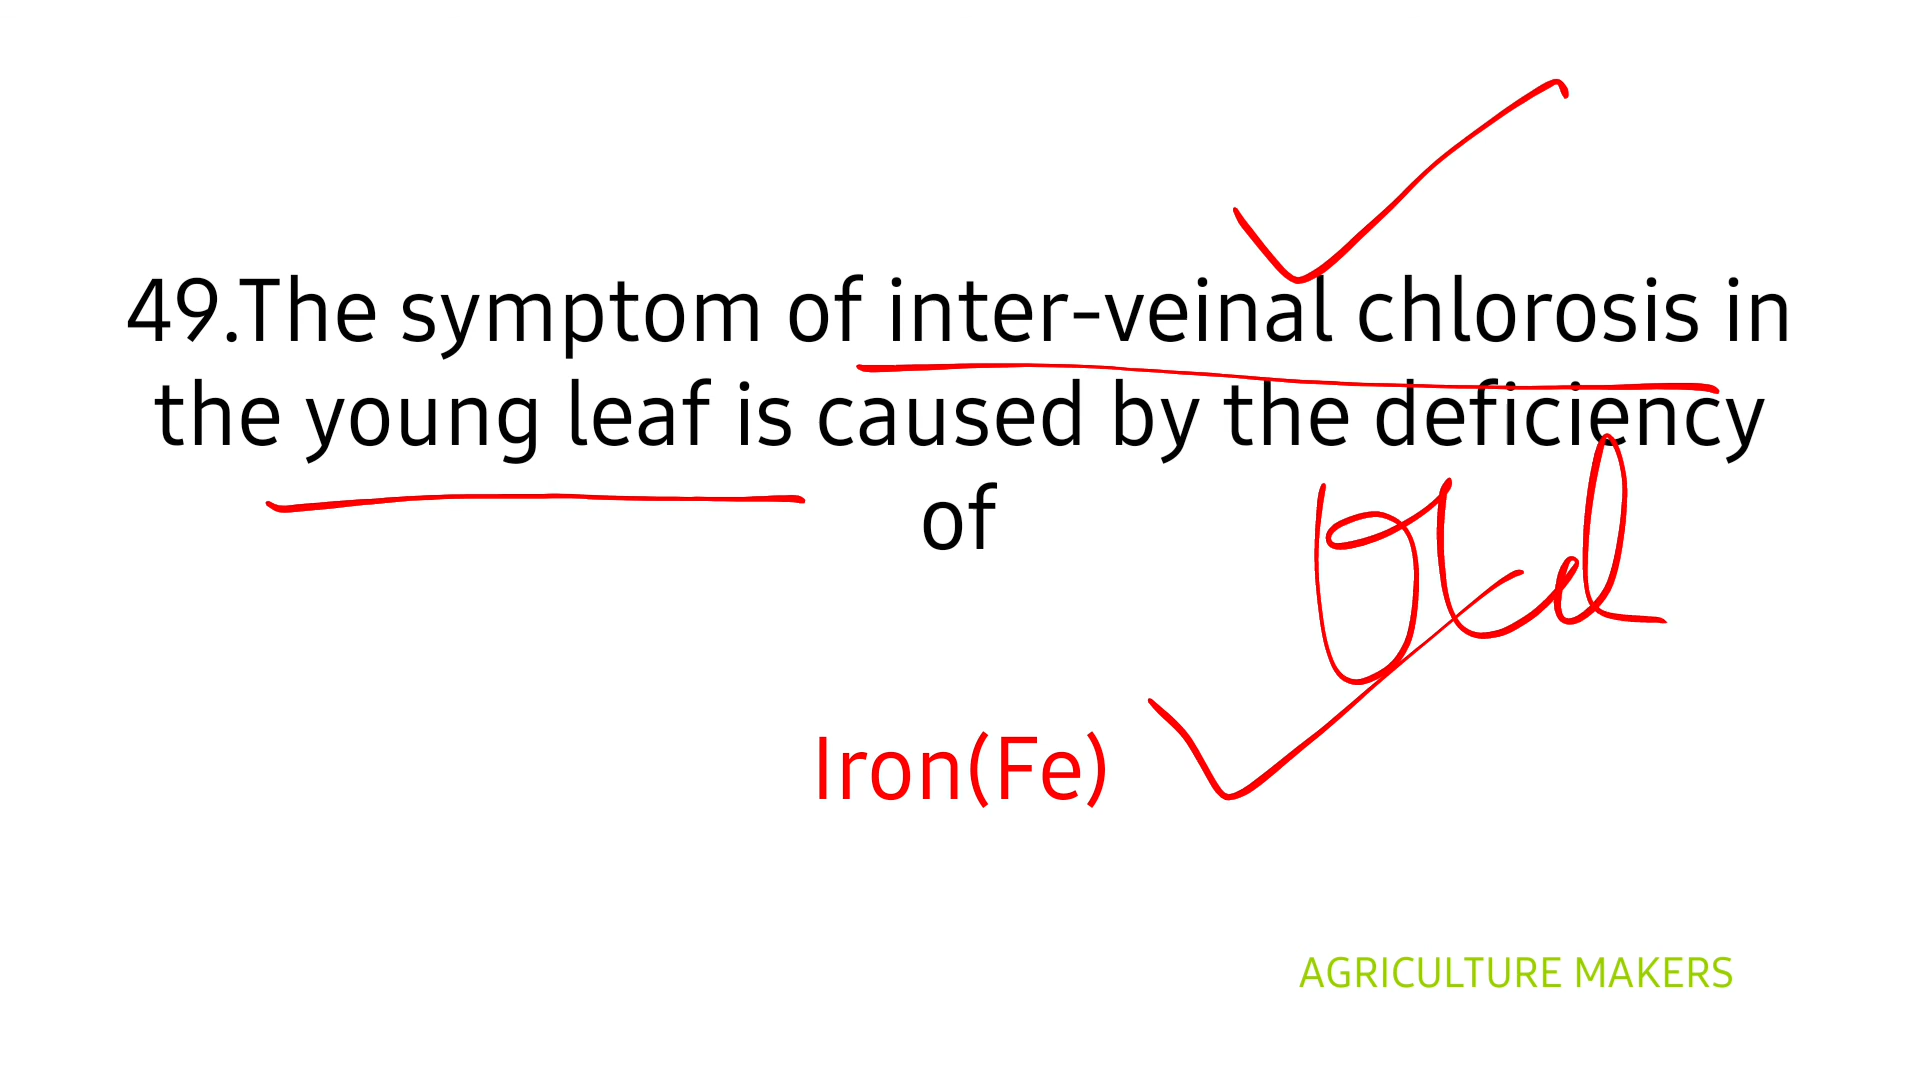 49.The symptom of inter-veinal chlorosis in
the young leaf is caused by the deficiency
of
old
Iron(Fe)
AGRICULTURE MAKERS